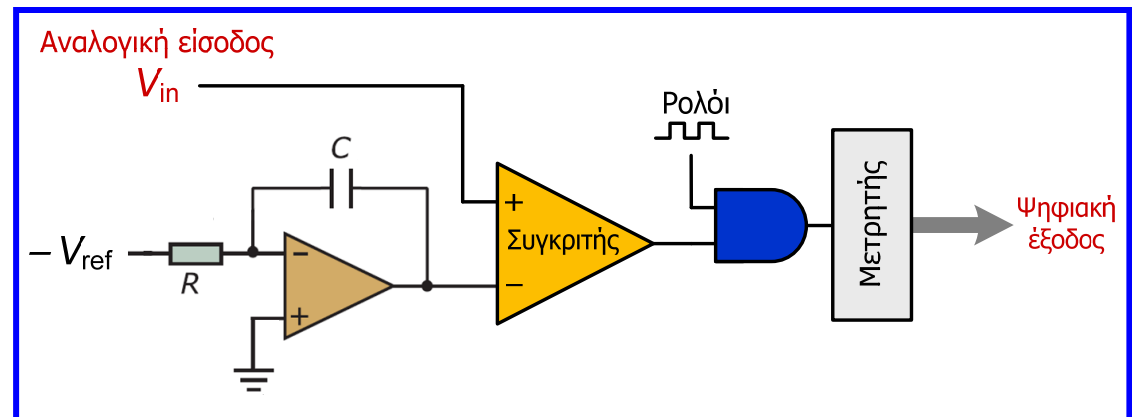 Αναλογική είσοδος
Vin
Ρολόι
C
+
Συγκριτής
−
− Vref
R
−
+
Μετρητής
Ψηφιακή
έξοδος